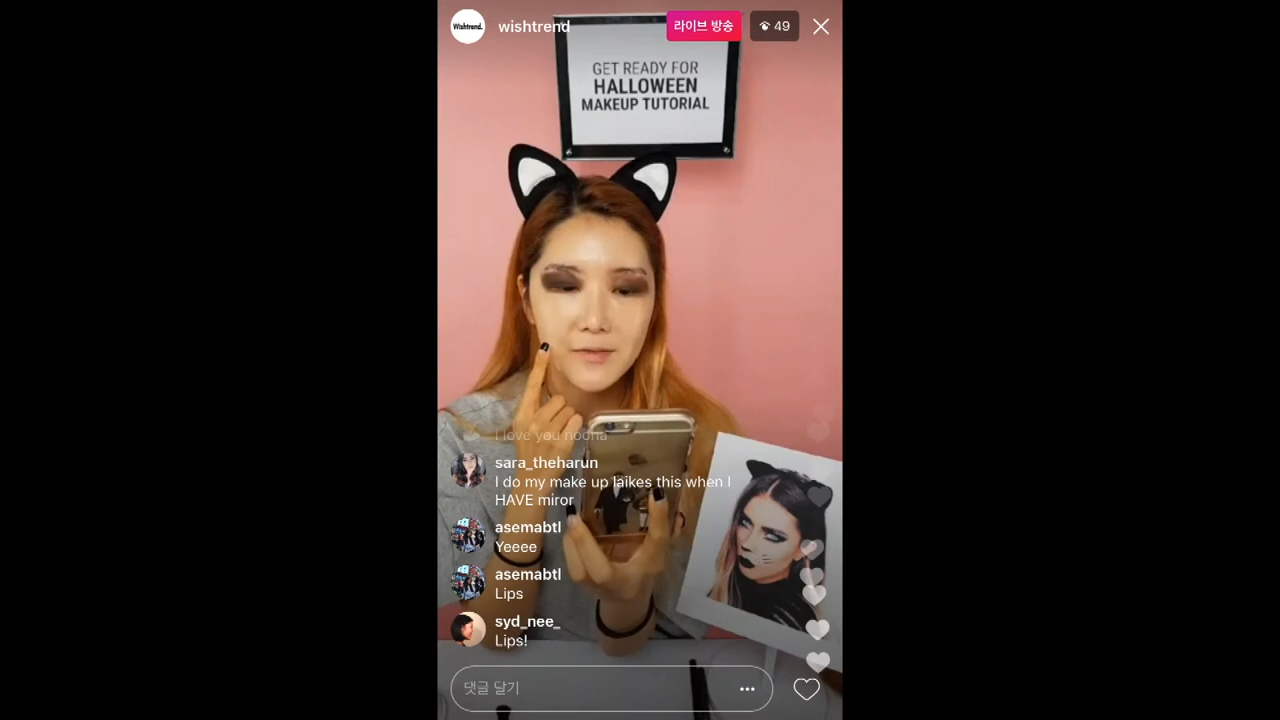 Wishtrend.
wishtrend
라이브 방송
49
GET READY FOR
HALLOWEEN
MAKEUP TUTORIAL
I love you noona
sara_theharun
I do my make up laikes this when I
HAVE miror
asemabtl
Yeeee
asemabtl
Lips
syd_nee_
Lips!
댓글 달기